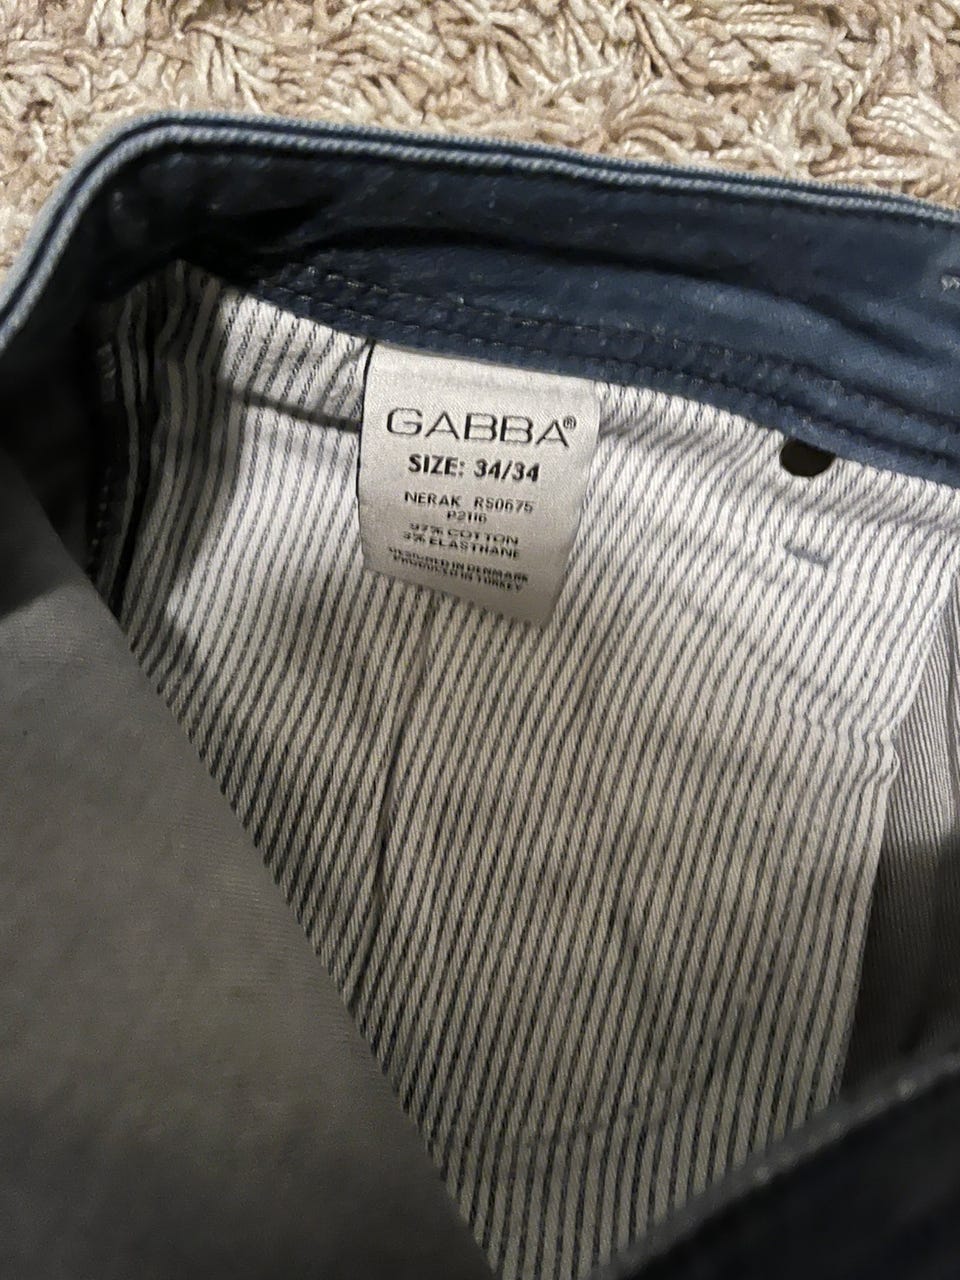 GABBA®
SIZE: 34/34
NERAK RS0675
P2116
97% COTTON
3% ELASTHANE
DESIGNED IN DENMARK
PRODUCED IN TURKEY